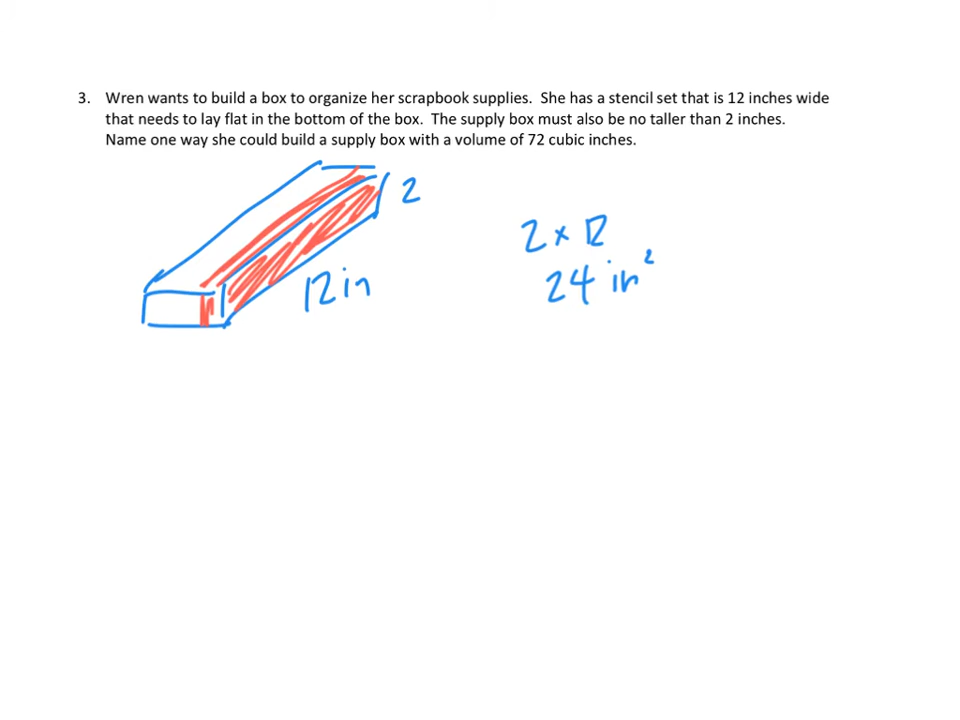 3. Wren wants to build a box to organize her scrapbook supplies. She has a stencil set that is 12 inches wide
that needs to lay flat in the bottom of the box. The supply box must also be no taller than 2 inches.
Name one way she could build a supply box with a volume of 72 cubic inches.
2
12 in
2 x 12
24 in²